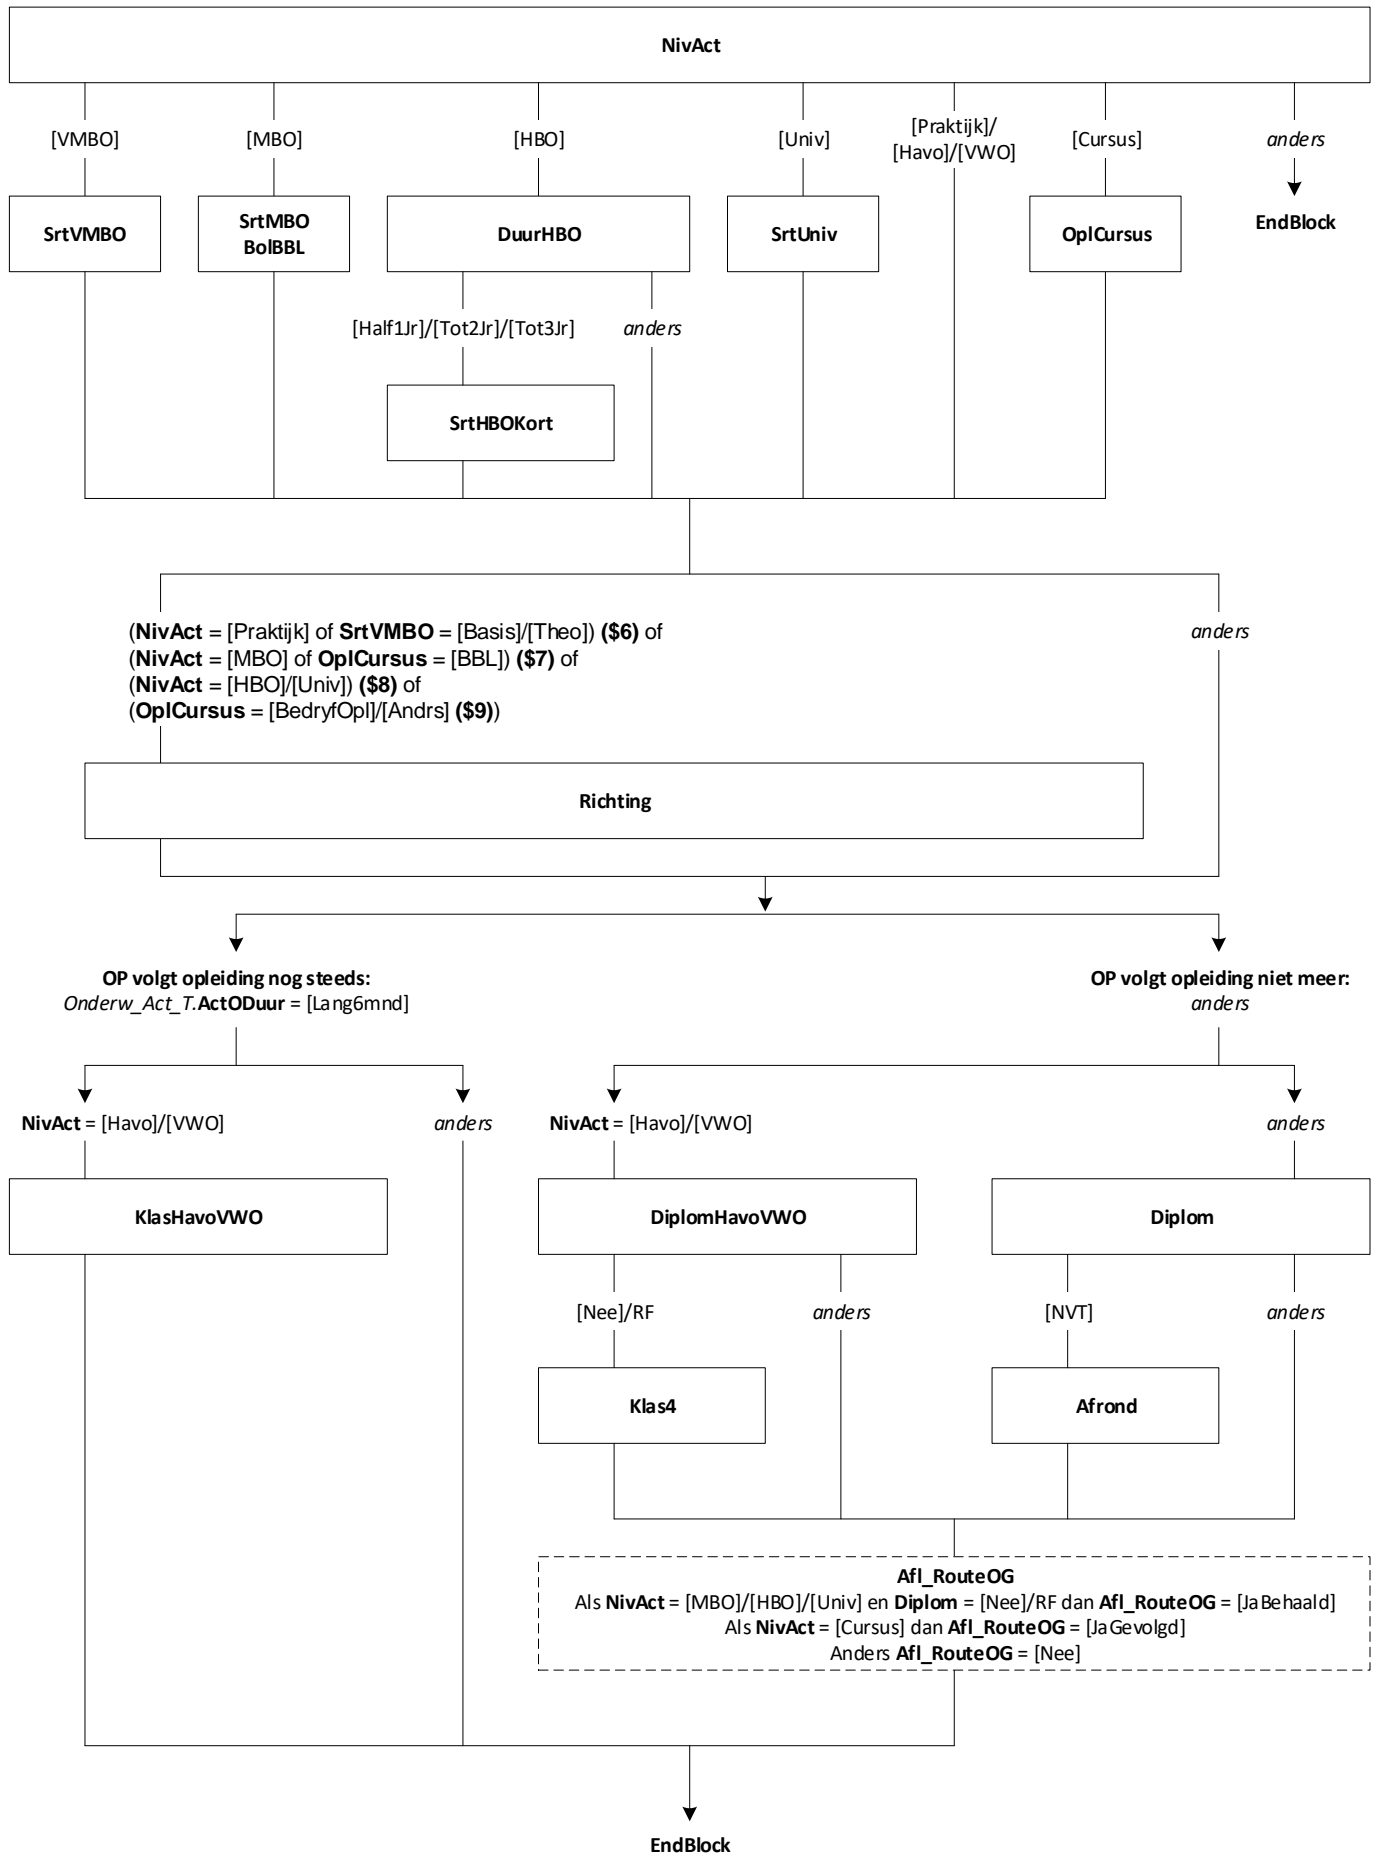 NivAct
[VMBO]
[MBO]
[HBO]
[Univ]
[Praktijk]/
[Havo]/[VWO]
[Cursus]
anders
SrtVMBO
SrtMBO
BolBBL
DuurHBO
SrtUniv
OplCursus
EndBlock
[Half1Jr]/[Tot2Jr]/[Tot3Jr]
anders
SrtHBOKort
(NivAct = [Praktijk] of SrtVMBO = [Basis]/[Theo]) ($6) of
(NivAct = [MBO] of OplCursus = [BBL]) ($7) of
(NivAct = [HBO]/[Univ]) ($8) of
(OplCursus = [BedryfOpl]/[Andrs] ($9))
anders
Richting
OP volgt opleiding nog steeds:
Onderw_Act_T.ActODuur = [Lang6mnd]
OP volgt opleiding niet meer:
anders
NivAct = [Havo]/[VWO]
anders
NivAct = [Havo]/[VWO]
anders
KlasHavoVWO
DiplomHavoVWO
Diplom
[Nee]/RF
anders
[NVT]
anders
Klas4
Afrond
Afl_RouteOG
Als NivAct = [MBO]/[HBO]/[Univ] en Diplom = [Nee]/RF dan Afl_RouteOG = [JaBehaald]
Als NivAct = [Cursus] dan Afl_RouteOG = [JaGevolgd]
Anders Afl_RouteOG = [Nee]
EndBlock